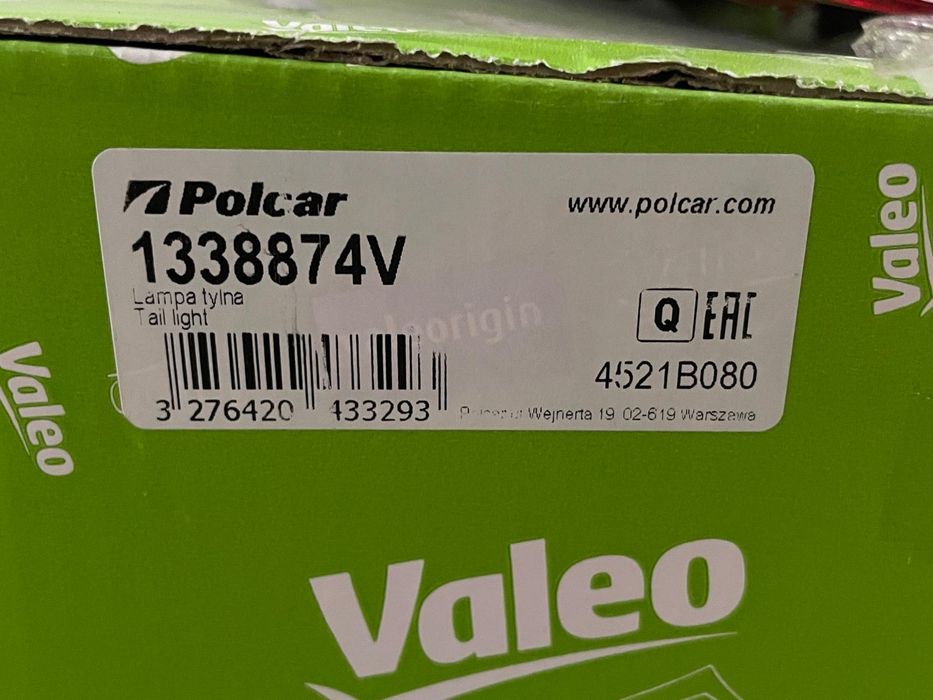 Valeo
Polcar
www.polcar.com
1338874V
Lampa tylna
Tail light
Q EAC
4521B080
3 276420 433293
Wejnerta 19 02-619 Warszawa
Valeo
Valeo
Valeo